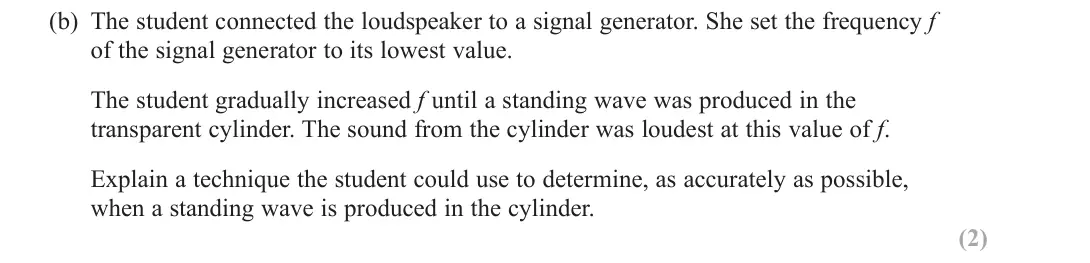 (b) The student connected the loudspeaker to a signal generator. She set the frequency f
of the signal generator to its lowest value.
The student gradually increased f until a standing wave was produced in the
transparent cylinder. The sound from the cylinder was loudest at this value of f.
Explain a technique the student could use to determine, as accurately as possible,
when a standing wave is produced in the cylinder.
(2)